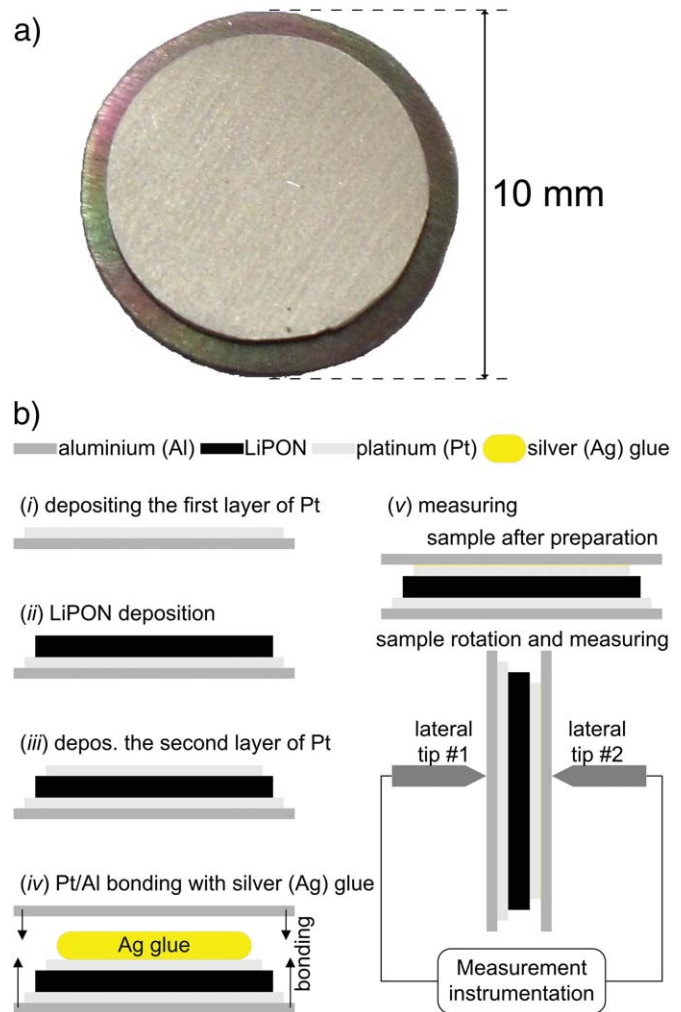 a)
10 mm
b)
aluminium (Al) LiPON platinum (Pt) silver (Ag) glue
(i) depositing the first layer of Pt
(ii) LiPON deposition
(iii) depos. the second layer of Pt
(iv) Pt/Al bonding with silver (Ag) glue
Ag glue
bonding
(v) measuring
sample after preparation
sample rotation and measuring
lateral
tip #1
lateral
tip #2
Measurement
instrumentation